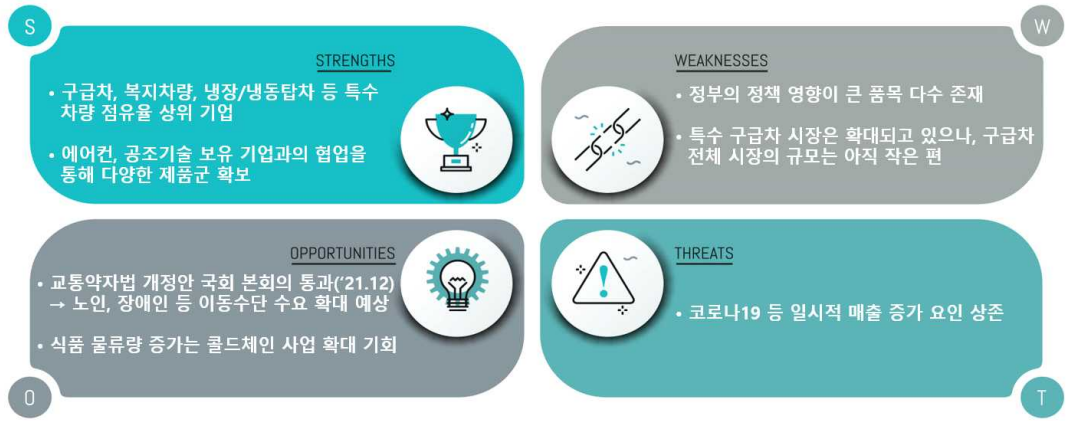 S
STRENGTHS
• 구급차, 복지차량, 냉장/냉동탑차 등 특수
차량 점유율 상위 기업
• 에어컨, 공조기술 보유 기업과의 협업을
통해 다양한 제품군 확보
W
WEAKNESSES
• 정부의 정책 영향이 큰 품목 다수 존재
• 특수 구급차 시장은 확대되고 있으나, 구급차
전체 시장의 규모는 아직 작은 편
O
OPPORTUNITIES
• 교통약자법 개정안 국회 본회의 통과('21.12)
→ 노인, 장애인 등 이동수단 수요 확대 예상
• 식품 물류량 증가는 콜드체인 사업 확대 기회
T
THREATS
• 코로나19 등 일시적 매출 증가 요인 상존